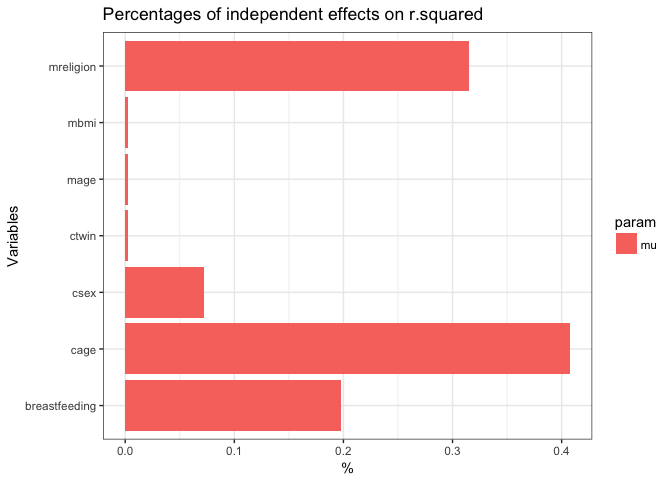 Percentages of independent effects on r.squared
Variables
mreligion
mbmi
mage
ctwin
csex
cage
breastfeeding
0.0 0.1 0.2 0.3 0.4
%
param
mu